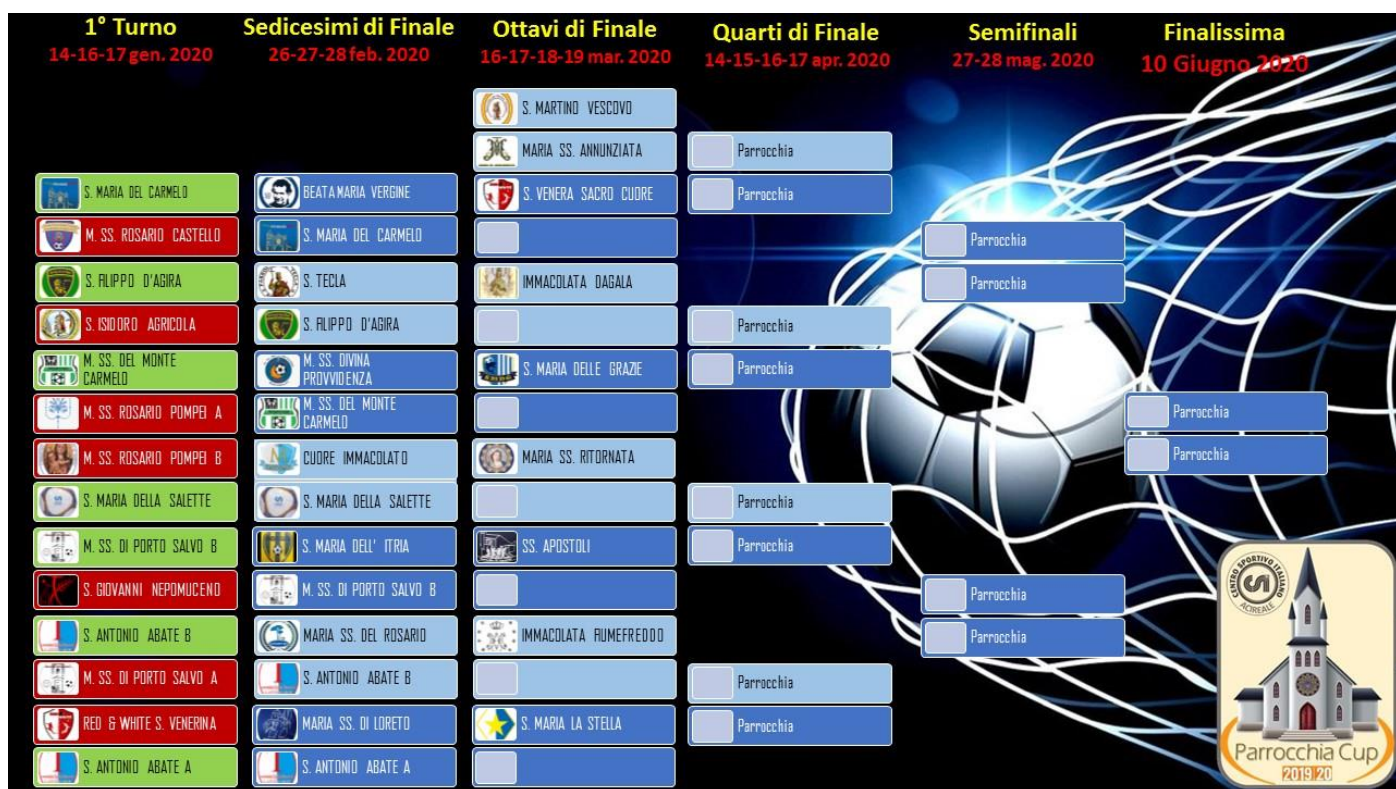 1° Turno
14-16-17 gen. 2020
S. MARIA DEL CARMELO
M. SS. ROSARIO CASTELLO
S. FILIPPO D'AGIRA
S. ISIDORO AGRICOLA
M. SS. DEL MONTE
CARMELO
M. SS. ROSARIO POMPEI A
M. SS. ROSARIO POMPEI B
S. MARIA DELLA SALETTE
M. SS. DI PORTO SALVO B
S. GIOVANNI NEPOMUCENO
S. ANTONIO ABATE B
M. SS. DI PORTO SALVO A
RED & WHITE S. VENERINA
S. ANTONIO ABATE A
Sedicesimi di Finale
26-27-28 feb. 2020
BEATA MARIA VERGINE
S. MARIA DEL CARMELO
S. TECLA
S. FILIPPO D'AGIRA
M. SS. DIVINA
PROVVIDENZA
M. SS. DEL MONTE
CARMELO
CUORE IMMACOLATO
S. MARIA DELLA SALETTE
S. MARIA DELL' ITRIA
M. SS. DI PORTO SALVO B
MARIA SS. DEL ROSARIO
S. ANTONIO ABATE B
MARIA SS. DI LORETO
S. ANTONIO ABATE A
Ottavi di Finale
16-17-18-19 mar. 2020
S. MARTINO VESCOVO
MARIA SS. ANNUNZIATA
S. VENERA SACRO CUORE
IMMACOLATA DAGALA
S. MARIA DELLE GRAZIE
MARIA SS. RITORNATA
SS. APOSTOLI
IMMACOLATA FIUMEFREDDO
S. MARIA LA STELLA
Quarti di Finale
14-15-16-17 apr. 2020
Parrocchia
Parrocchia
Parrocchia
Parrocchia
Parrocchia
Parrocchia
Parrocchia
Parrocchia
Semifinali
27-28 mag. 2020
Parrocchia
Parrocchia
Parrocchia
Parrocchia
Finalissima
10 Giugno 2020
Parrocchia
Parrocchia
CENTRO SPORTIVO ITALIANO
CSI
ACIREALE
Parrocchia Cup
2019|20